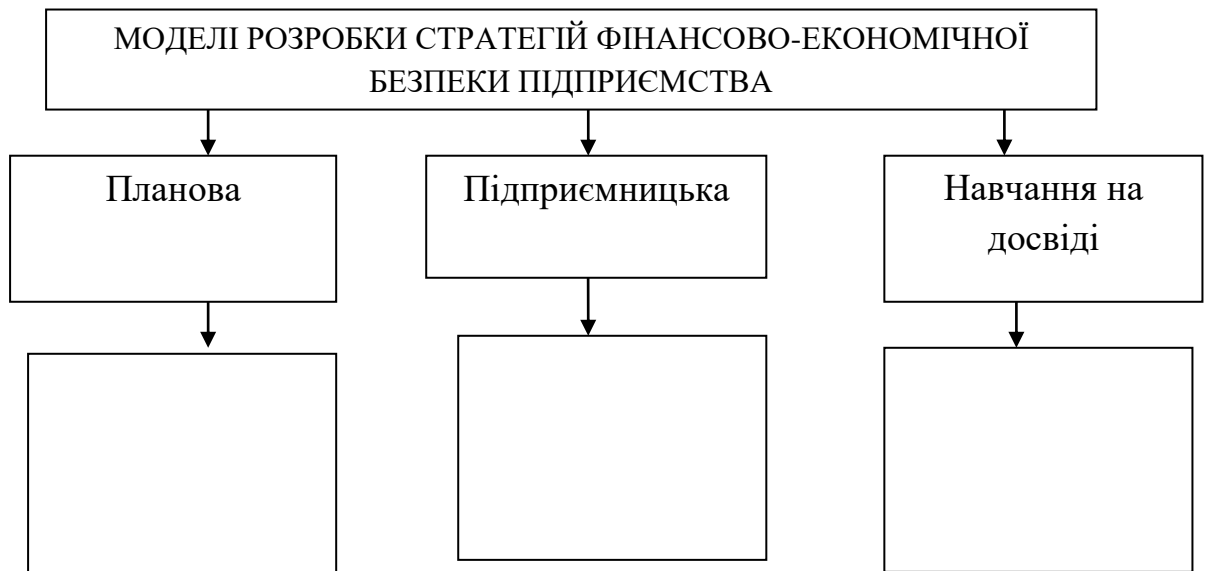 МОДЕЛІ РОЗРОБКИ СТРАТЕГІЙ ФІНАНСОВО-ЕКОНОМІЧНОЇ
БЕЗПЕКИ ПІДПРИЄМСТВА
Планова
Підприємницька
Навчання на
досвіді